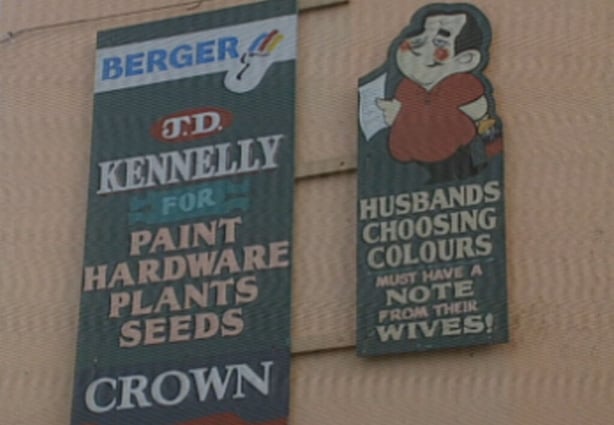 BERGER
J.D.
KENNELLY
FOR
PAINT
HARDWARE
PLANTS
SEEDS
CROWN
HUSBANDS
CHOOSING
COLOURS
MUST HAVE A
NOTE
FROM THEIR
WIVES!